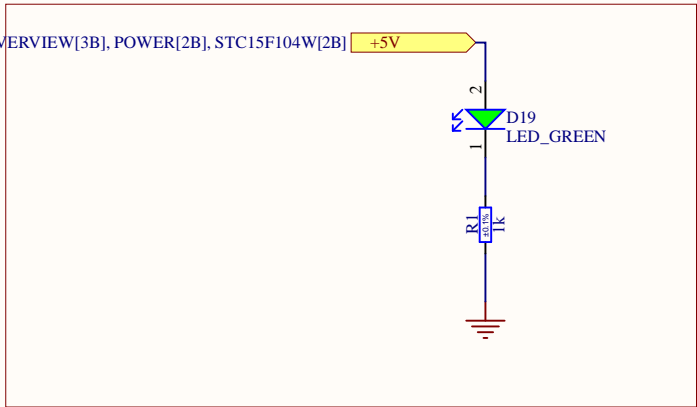 VERVIEW[3B], POWER[2B], STC15F104W[2B] +5V
2
D19
LED_GREEN
1
R1
±0.1%
1k